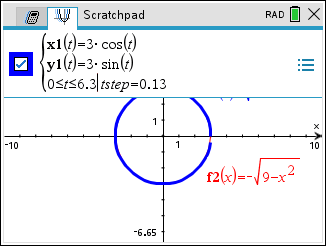 Scratchpad RAD
x1(t)=3· cos(t)
y1(t)=3· sin(t)
0≤t≤6.3 tstep=0.13
1
x
-10 1 10
f2(x)=-√(9-x²)
-6.65